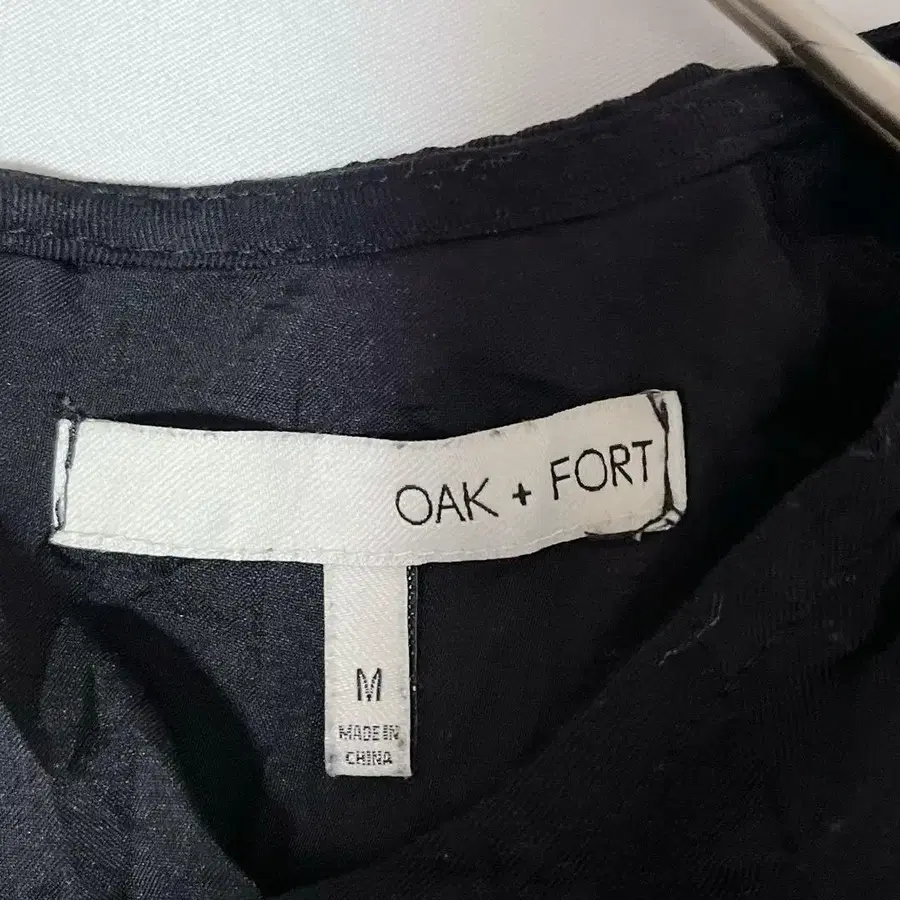 OAK + FORT
M
MADE IN
CHINA